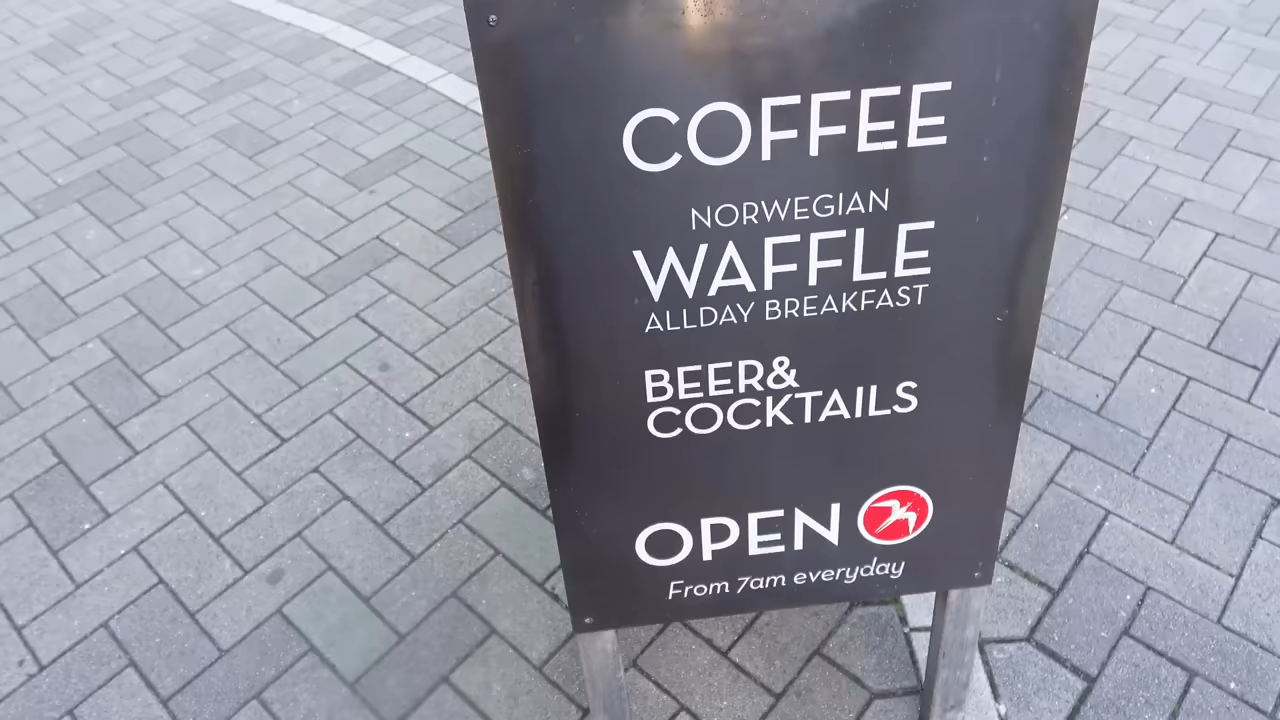 COFFEE
NORWEGIAN
WAFFLE
ALLDAY BREAKFAST
BEER&
COCKTAILS
OPEN
From 7am everyday